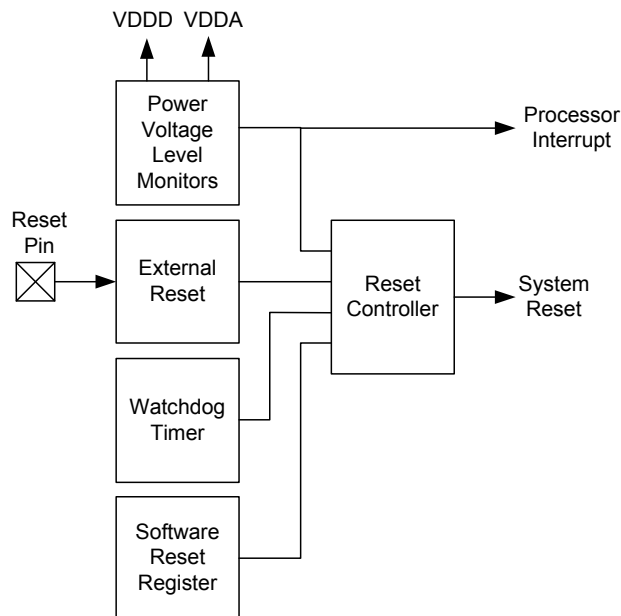 VDDD VDDA
Power
Voltage
Level
Monitors
Processor
Interrupt
Reset
Pin
External
Reset
Reset
Controller
System
Reset
Watchdog
Timer
Software
Reset
Register